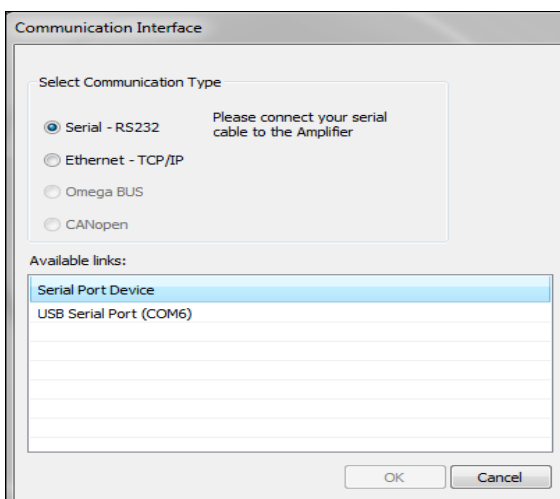 Communication Interface
Select Communication Type
Serial - RS232
Please connect your serial
cable to the Amplifier
Ethernet - TCP/IP
Omega BUS
CANopen
Available links:
Serial Port Device
USB Serial Port (COM6)
OK
Cancel